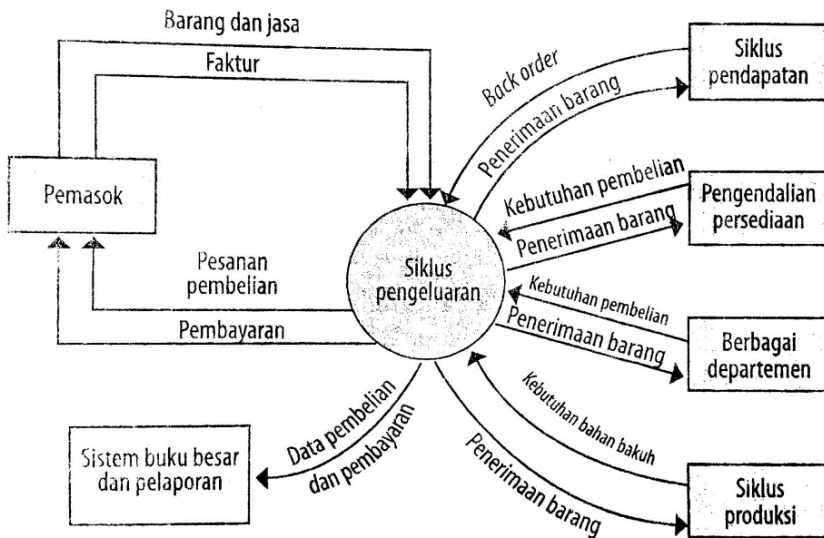 Barang dan jasa
Faktur
Pemasok
Pesanan
pembelian
Pembayaran
Siklus
pengeluaran
Back order
Penerimaan barang
Siklus
pendapatan
Kebutuhan pembelian
Penerimaan barang
Pengendalian
persediaan
Kebutuhan pembelian
Penerimaan barang
Berbagai
departemen
Kebutuhan bahan bakuh
Penerimaan barang
Siklus
produksi
Data pembelian
dan pembayaran
Sistem buku besar
dan pelaporan